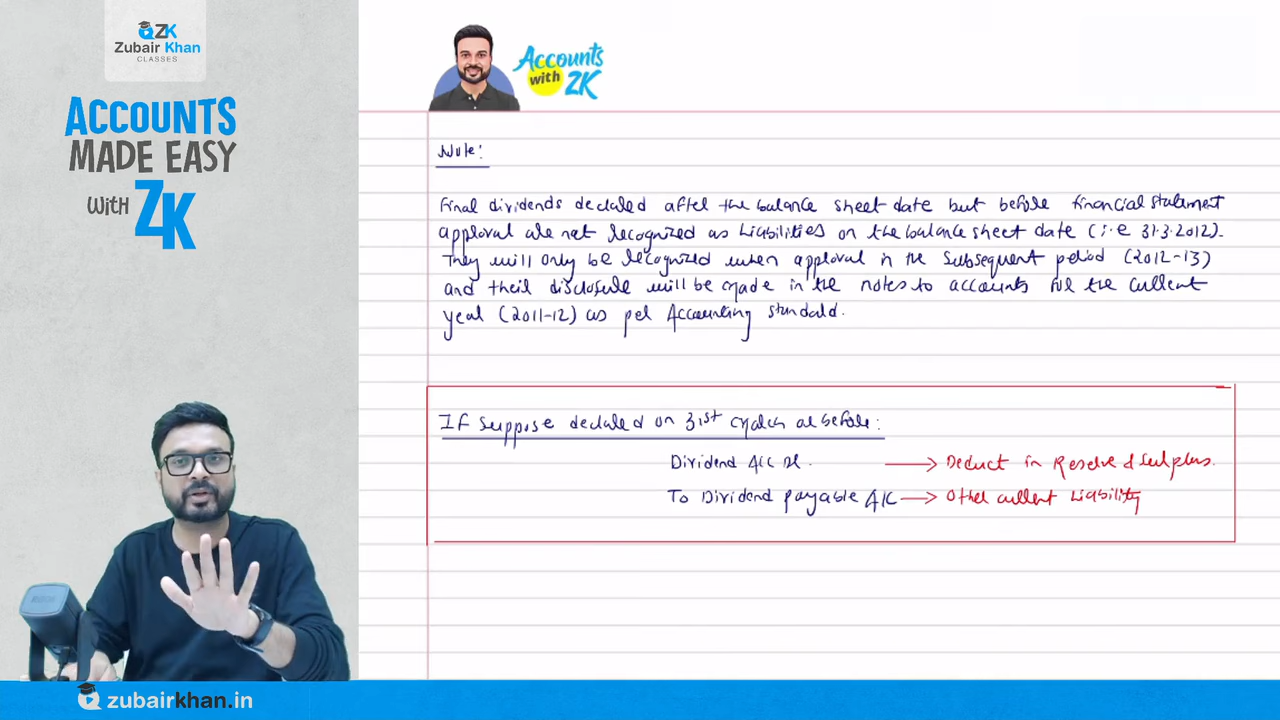 ZK
Zubair Khan
CLASSES
ACCOUNTS
MADE EASY
WITH ZK
Accounts
with
ZK
Note:
Final dividends declared after the balance sheet date but before financial statement
approval are not recognized as Liabilities on the balance sheet date (i.e 31.3.2012).
They will only be recognized when approval in the subsequent period (2012-13)
and their disclosure will be made in the notes to accounts for the current
year (2011-12) as per Accounting standard.
If suppose declared on 31st march or before:
Dividend A/c Dr. → Deduct in Reserve & Surplus.
To Dividend payable A/c → Other current Liability
zubairkhan.in